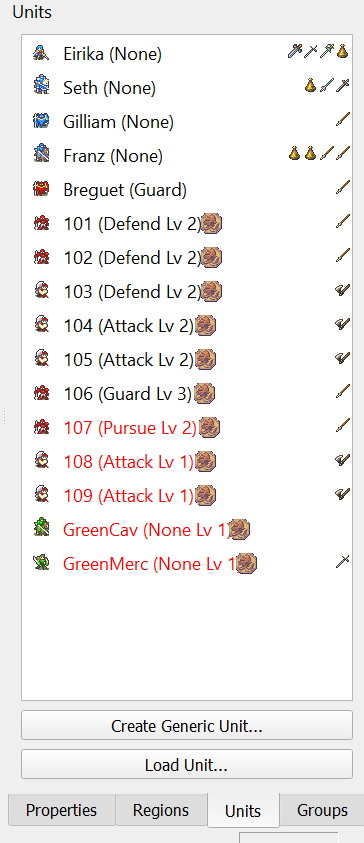 Units
Eirika (None)
Seth (None)
Gilliam (None)
Franz (None)
Breguet (Guard)
101 (Defend Lv 2)
102 (Defend Lv 2)
103 (Defend Lv 2)
104 (Attack Lv 2)
105 (Attack Lv 2)
106 (Guard Lv 3)
107 (Pursue Lv 2)
108 (Attack Lv 1)
109 (Attack Lv 1)
GreenCav (None Lv 1)
GreenMerc (None Lv 1
Create Generic Unit...
Load Unit...
Properties Regions Units Groups